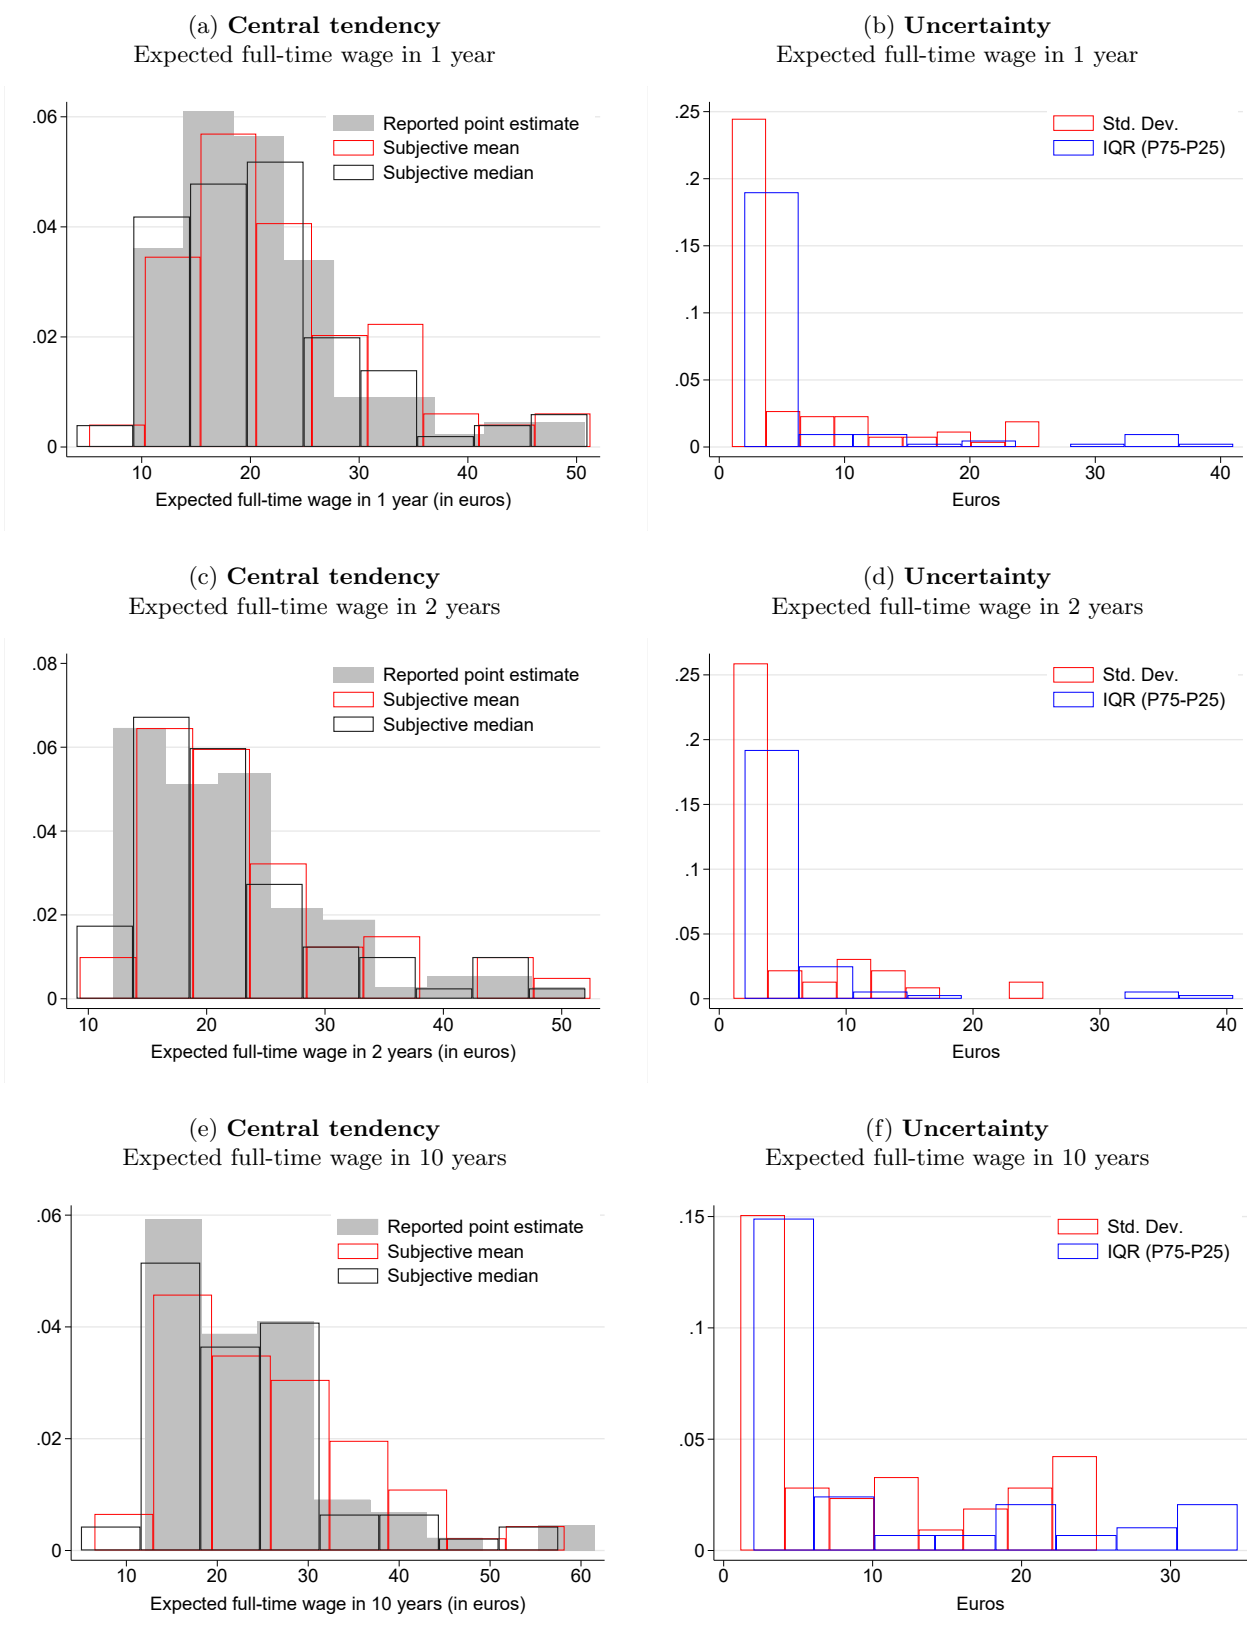 (a) Central tendency
Expected full-time wage in 1 year
.06
.04
.02
0
Reported point estimate
Subjective mean
Subjective median
10 20 30 40 50
Expected full-time wage in 1 year (in euros)
(b) Uncertainty
Expected full-time wage in 1 year
.25
.2
.15
.1
.05
0
Std. Dev.
IQR (P75-P25)
0 10 20 30 40
Euros
(c) Central tendency
Expected full-time wage in 2 years
.08
.06
.04
.02
0
Reported point estimate
Subjective mean
Subjective median
10 20 30 40 50
Expected full-time wage in 2 years (in euros)
(d) Uncertainty
Expected full-time wage in 2 years
.25
.2
.15
.1
.05
0
Std. Dev.
IQR (P75-P25)
0 10 20 30 40
Euros
(e) Central tendency
Expected full-time wage in 10 years
.06
.04
.02
0
Reported point estimate
Subjective mean
Subjective median
10 20 30 40 50 60
Expected full-time wage in 10 years (in euros)
(f) Uncertainty
Expected full-time wage in 10 years
.15
.1
.05
0
Std. Dev.
IQR (P75-P25)
0 10 20 30
Euros